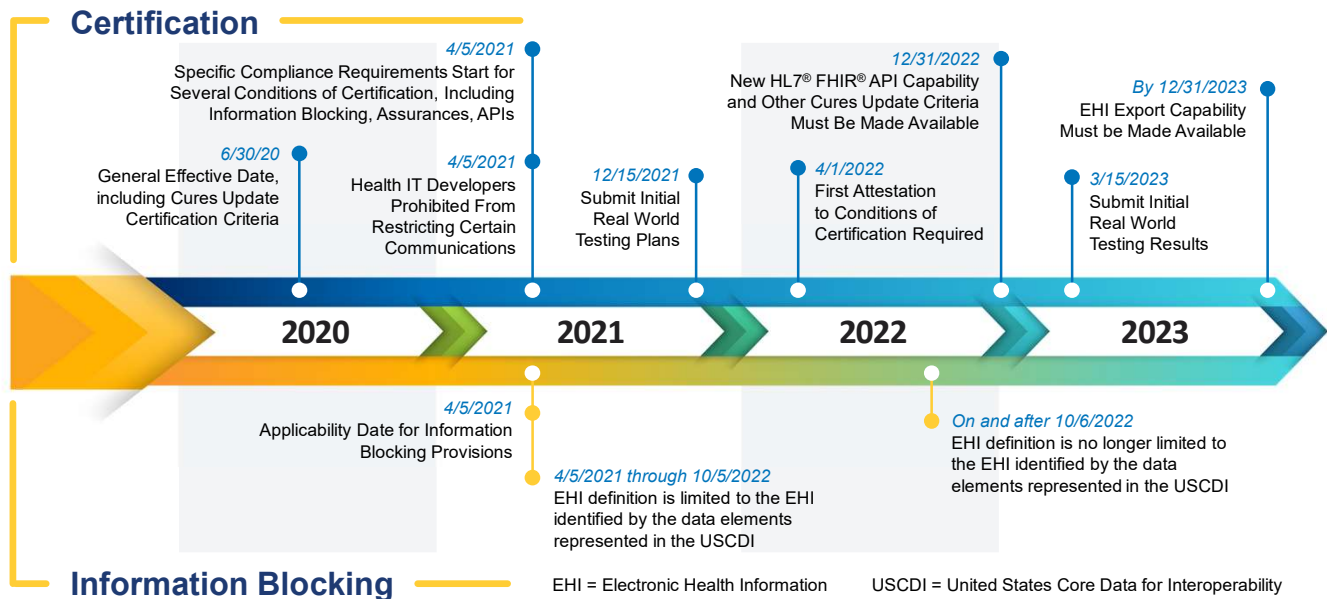 Certification
4/5/2021
Specific Compliance Requirements Start for
Several Conditions of Certification, Including
Information Blocking, Assurances, APIs
12/31/2022
New HL7® FHIR® API Capability
and Other Cures Update Criteria
Must Be Made Available
By 12/31/2023
EHI Export Capability
Must be Made Available
6/30/20
General Effective Date,
including Cures Update
Certification Criteria
4/5/2021
Health IT Developers
Prohibited From
Restricting Certain
Communications
12/15/2021
Submit Initial
Real World
Testing Plans
4/1/2022
First Attestation
to Conditions of
Certification Required
3/15/2023
Submit Initial
Real World
Testing Results
2020
2021
2022
2023
4/5/2021
Applicability Date for Information
Blocking Provisions
4/5/2021 through 10/5/2022
EHI definition is limited to the EHI
identified by the data elements
represented in the USCDI
On and after 10/6/2022
EHI definition is no longer limited to
the EHI identified by the data
elements represented in the USCDI
Information Blocking
EHI = Electronic Health Information
USCDI = United States Core Data for Interoperability